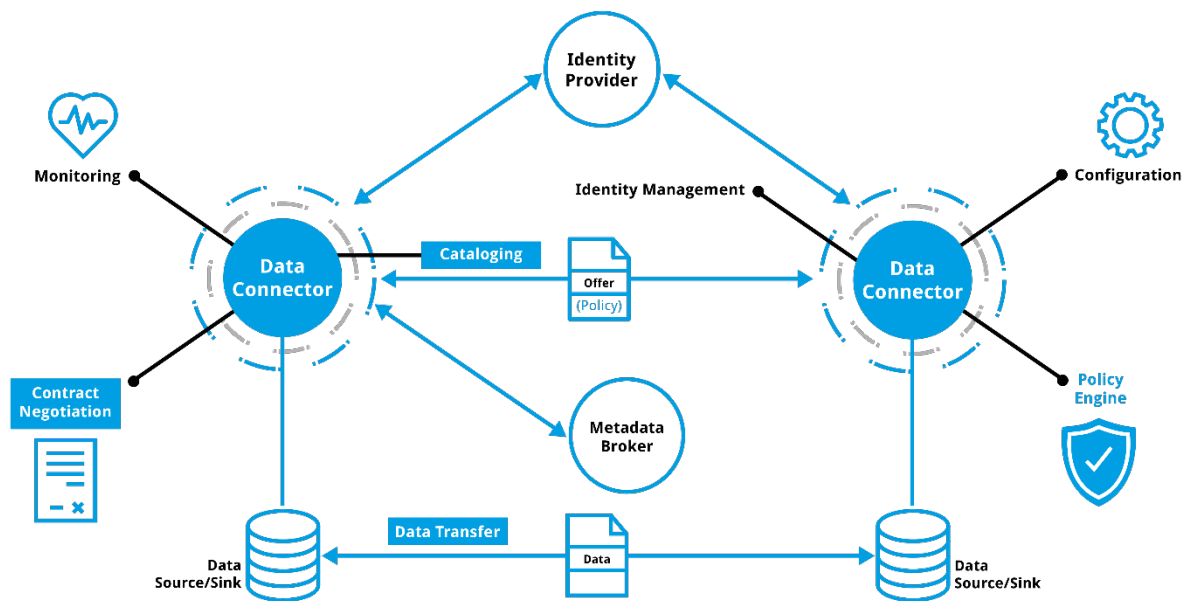 Identity
Provider
Monitoring
Identity Management
Configuration
Cataloging
Data
Connector
Offer
(Policy)
Data
Connector
Contract
Negotiation
Policy
Engine
Metadata
Broker
Data Transfer
Data
Data
Source/Sink
Data
Source/Sink